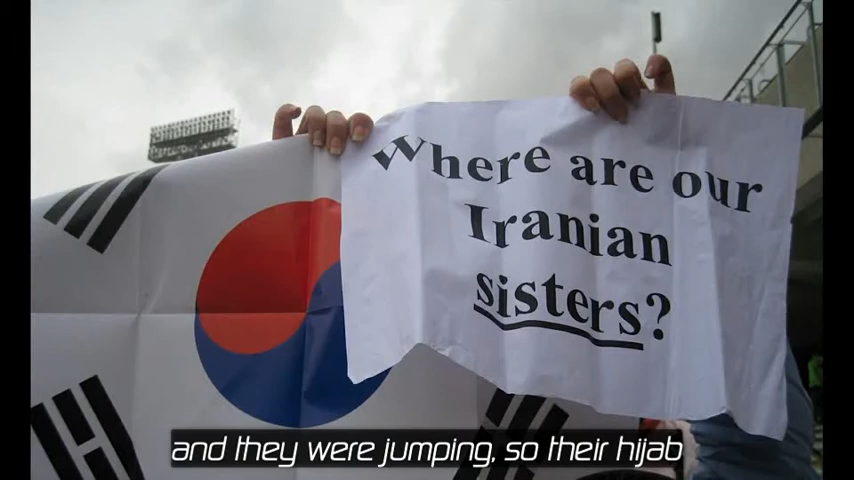 Where are our
Iranian
sisters?
and they were jumping, so their hijab